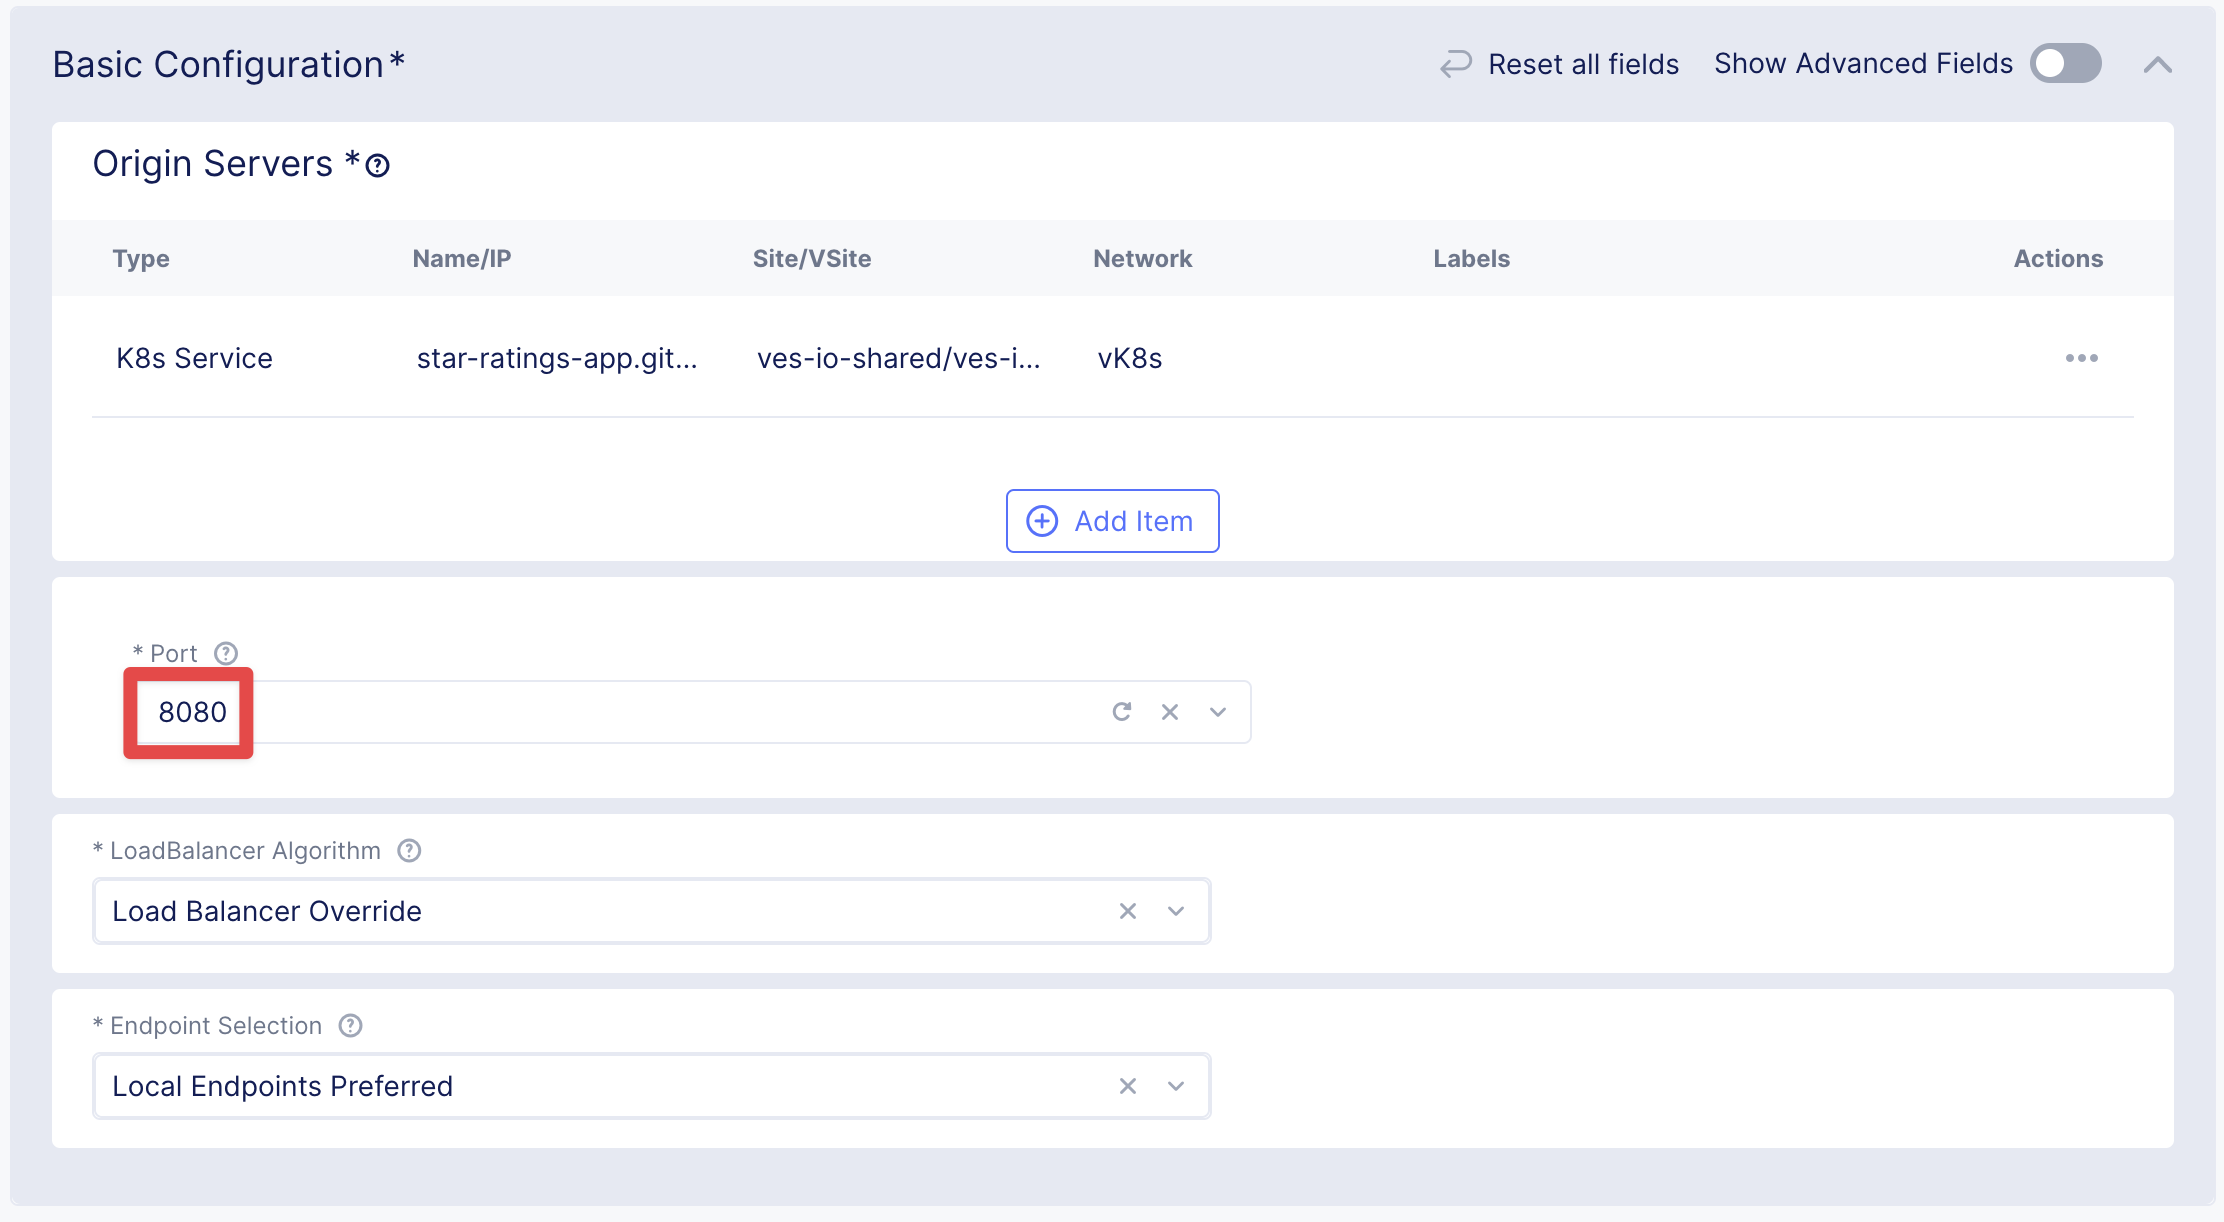 Basic Configuration*
Reset all fields
Show Advanced Fields
Origin Servers *
Type Name/IP Site/VSite Network Labels Actions
K8s Service star-ratings-app.git... ves-io-shared/ves-i... vK8s
Add Item
* Port
8080
* LoadBalancer Algorithm
Load Balancer Override
* Endpoint Selection
Local Endpoints Preferred